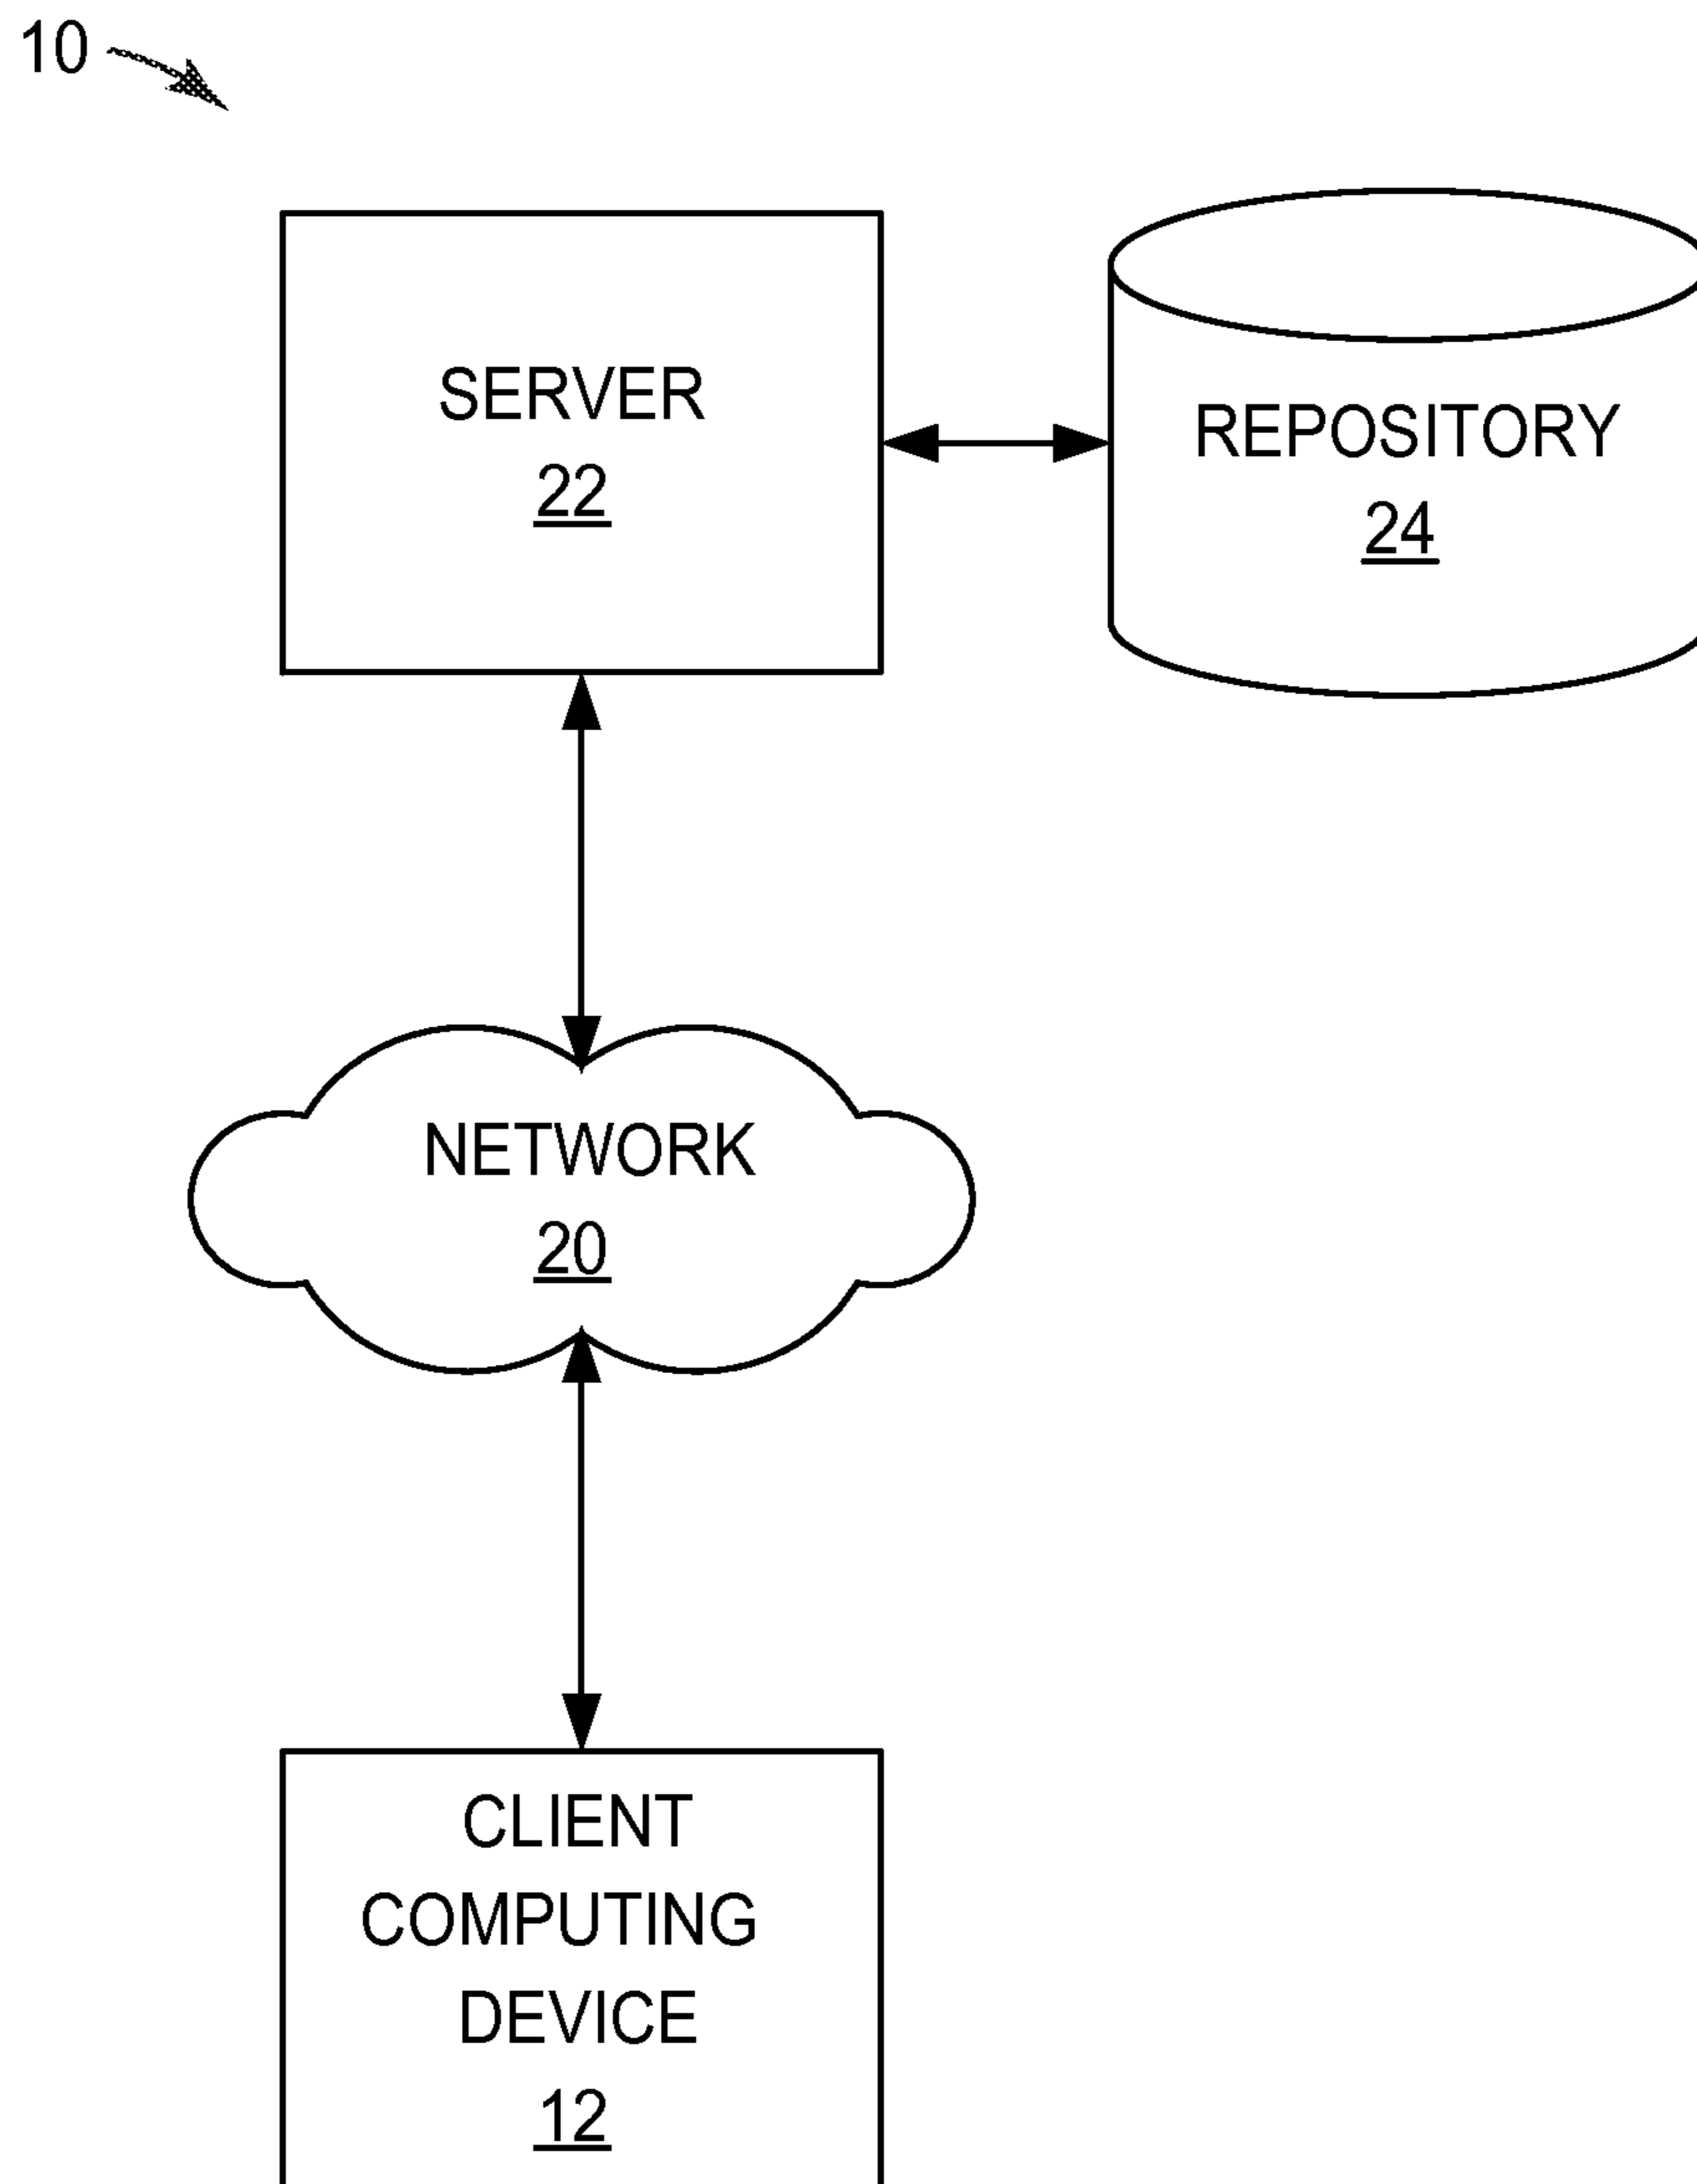 10
SERVER
22
REPOSITORY
24
NETWORK
20
CLIENT
COMPUTING
DEVICE
12